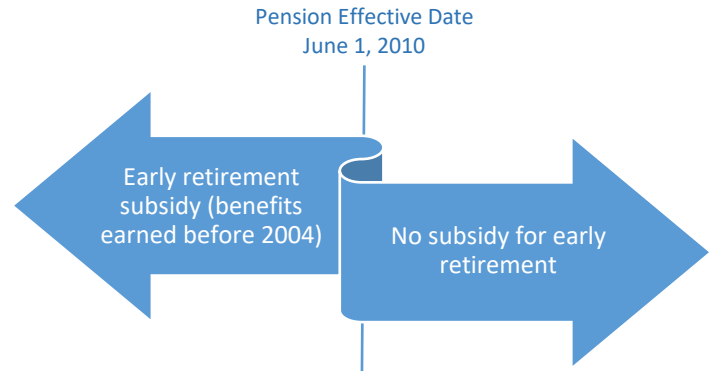 Pension Effective Date
June 1, 2010
Early retirement
subsidy (benefits
earned before 2004)
No subsidy for early
retirement